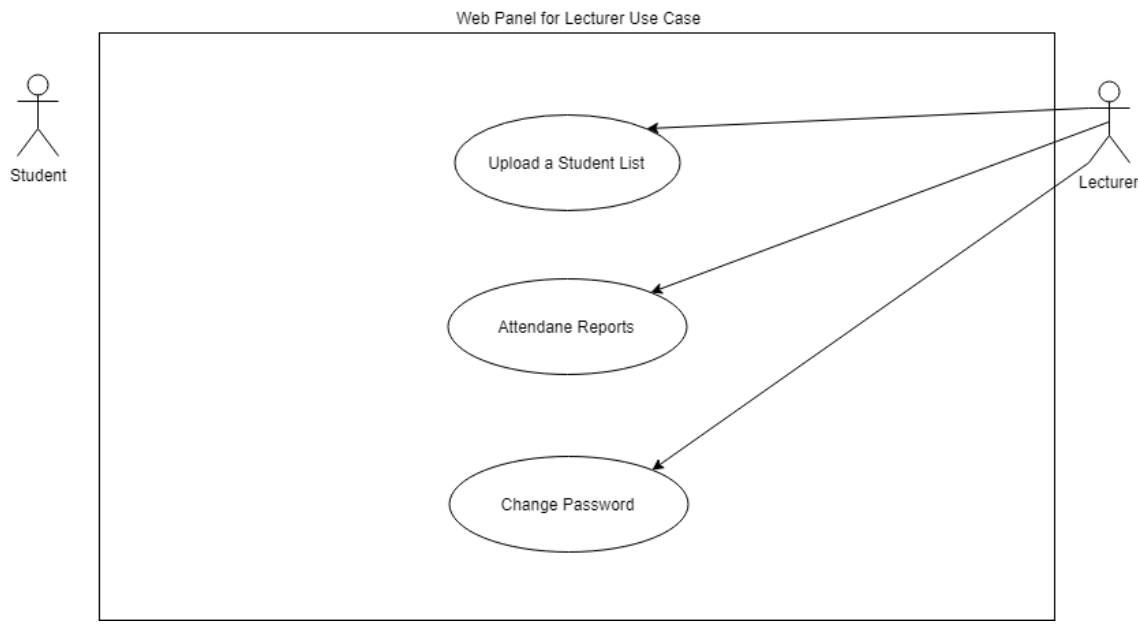 Web Panel for Lecturer Use Case
Student
Lecturer
Upload a Student List
Attendane Reports
Change Password